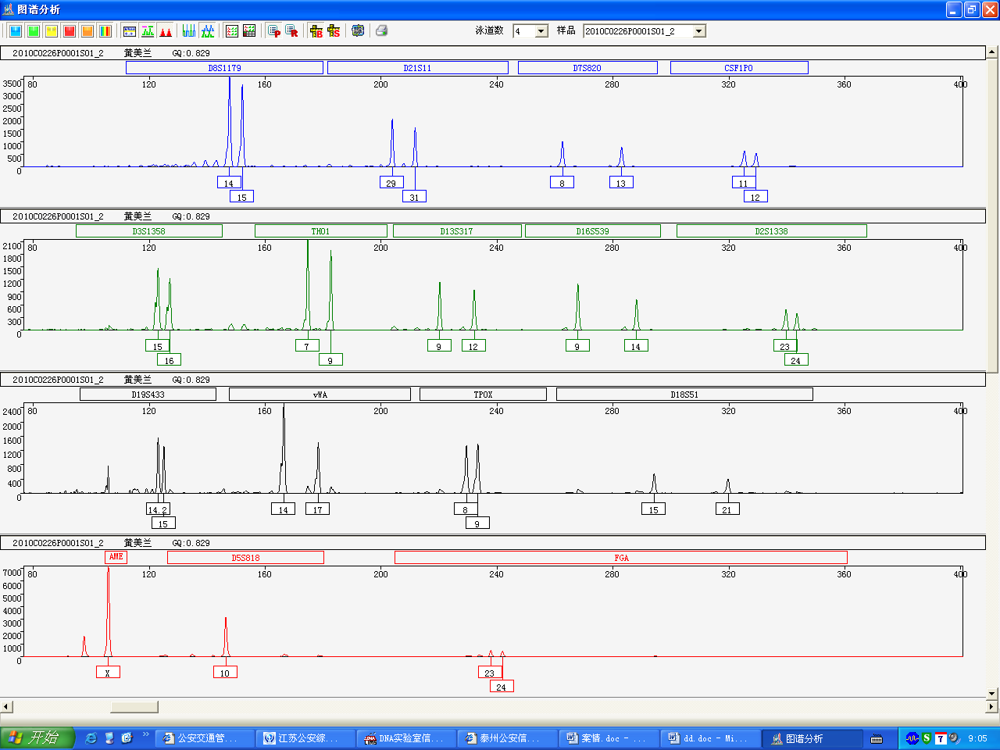 图谱分析
泳道数 4 样品 2010C0226P0001S01_2
2010C0226P0001S01_2 黄美兰 GQ:0.829
D8S1179 D21S11 D7S820 CSF1PO
80 120 160 200 240 280 320 360 400
3500
3000
2500
2000
1500
1000
500
0
14 29 8 13 11
15 31 12
2010C0226P0001S01_2 黄美兰 GQ:0.829
D3S1358 TH01 D13S317 D16S539 D2S1338
80 120 160 200 240 280 320 360 400
2100
1800
1500
1200
900
600
300
0
15 7 9 12 9 14 23
16 9 24
2010C0226P0001S01_2 黄美兰 GQ:0.829
D19S433 vWA TPOX D18S51
80 120 160 200 240 280 320 360 400
2400
2000
1600
1200
800
400
0
14.2 14 17 8 15 21
15 9
2010C0226P0001S01_2 黄美兰 GQ:0.829
AME D5S818 FGA
80 120 160 200 240 280 320 360 400
7000
6000
5000
4000
3000
2000
1000
0
X 10 23
24
开始 公安交通管... 江苏公安综... DNA实验室信... 泰州公安信... 案情.doc - ... dd.doc - Mi... 图谱分析 9:05